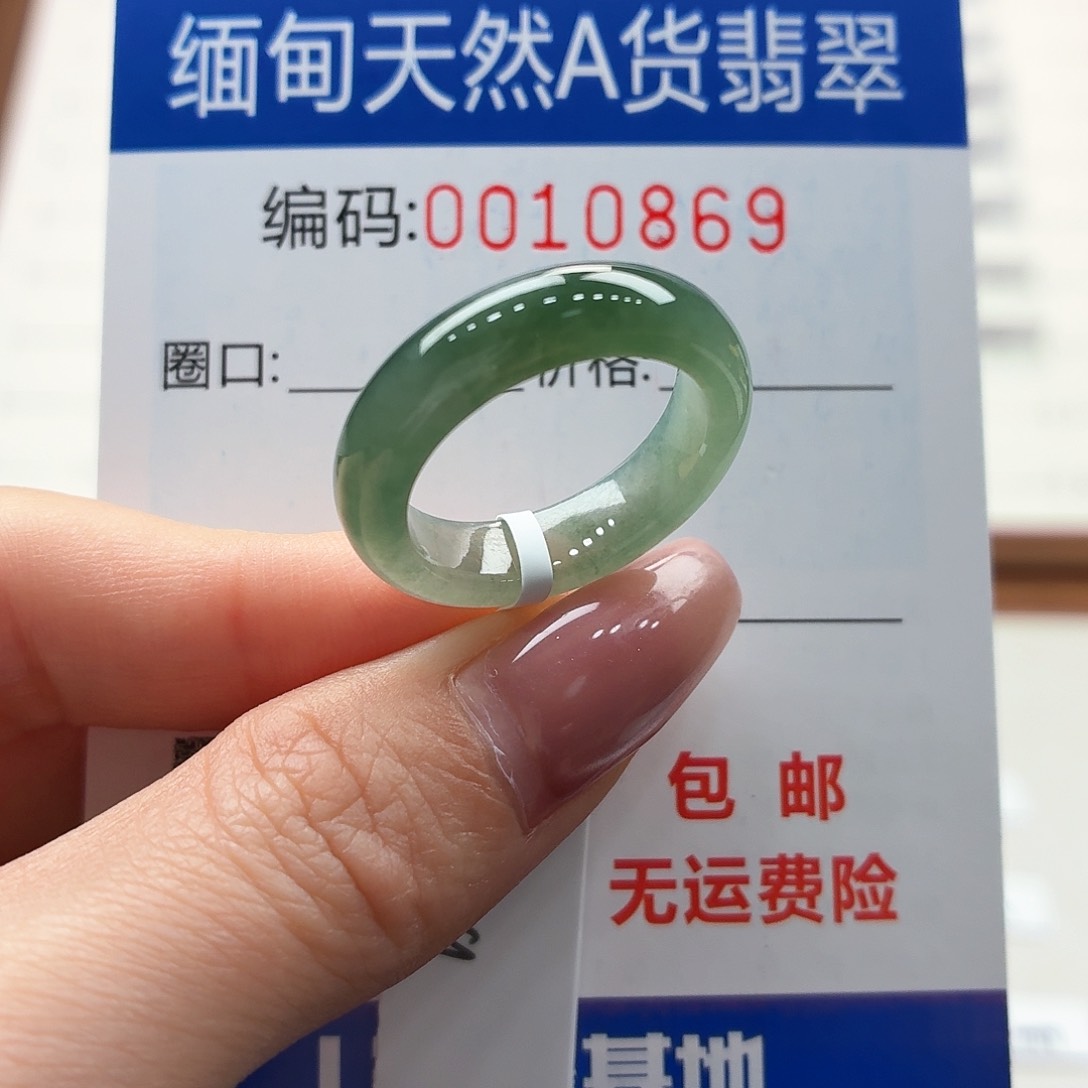 缅甸天然A货翡翠
编码:0010869
圈口: 价格:
包邮
无运费险
基地